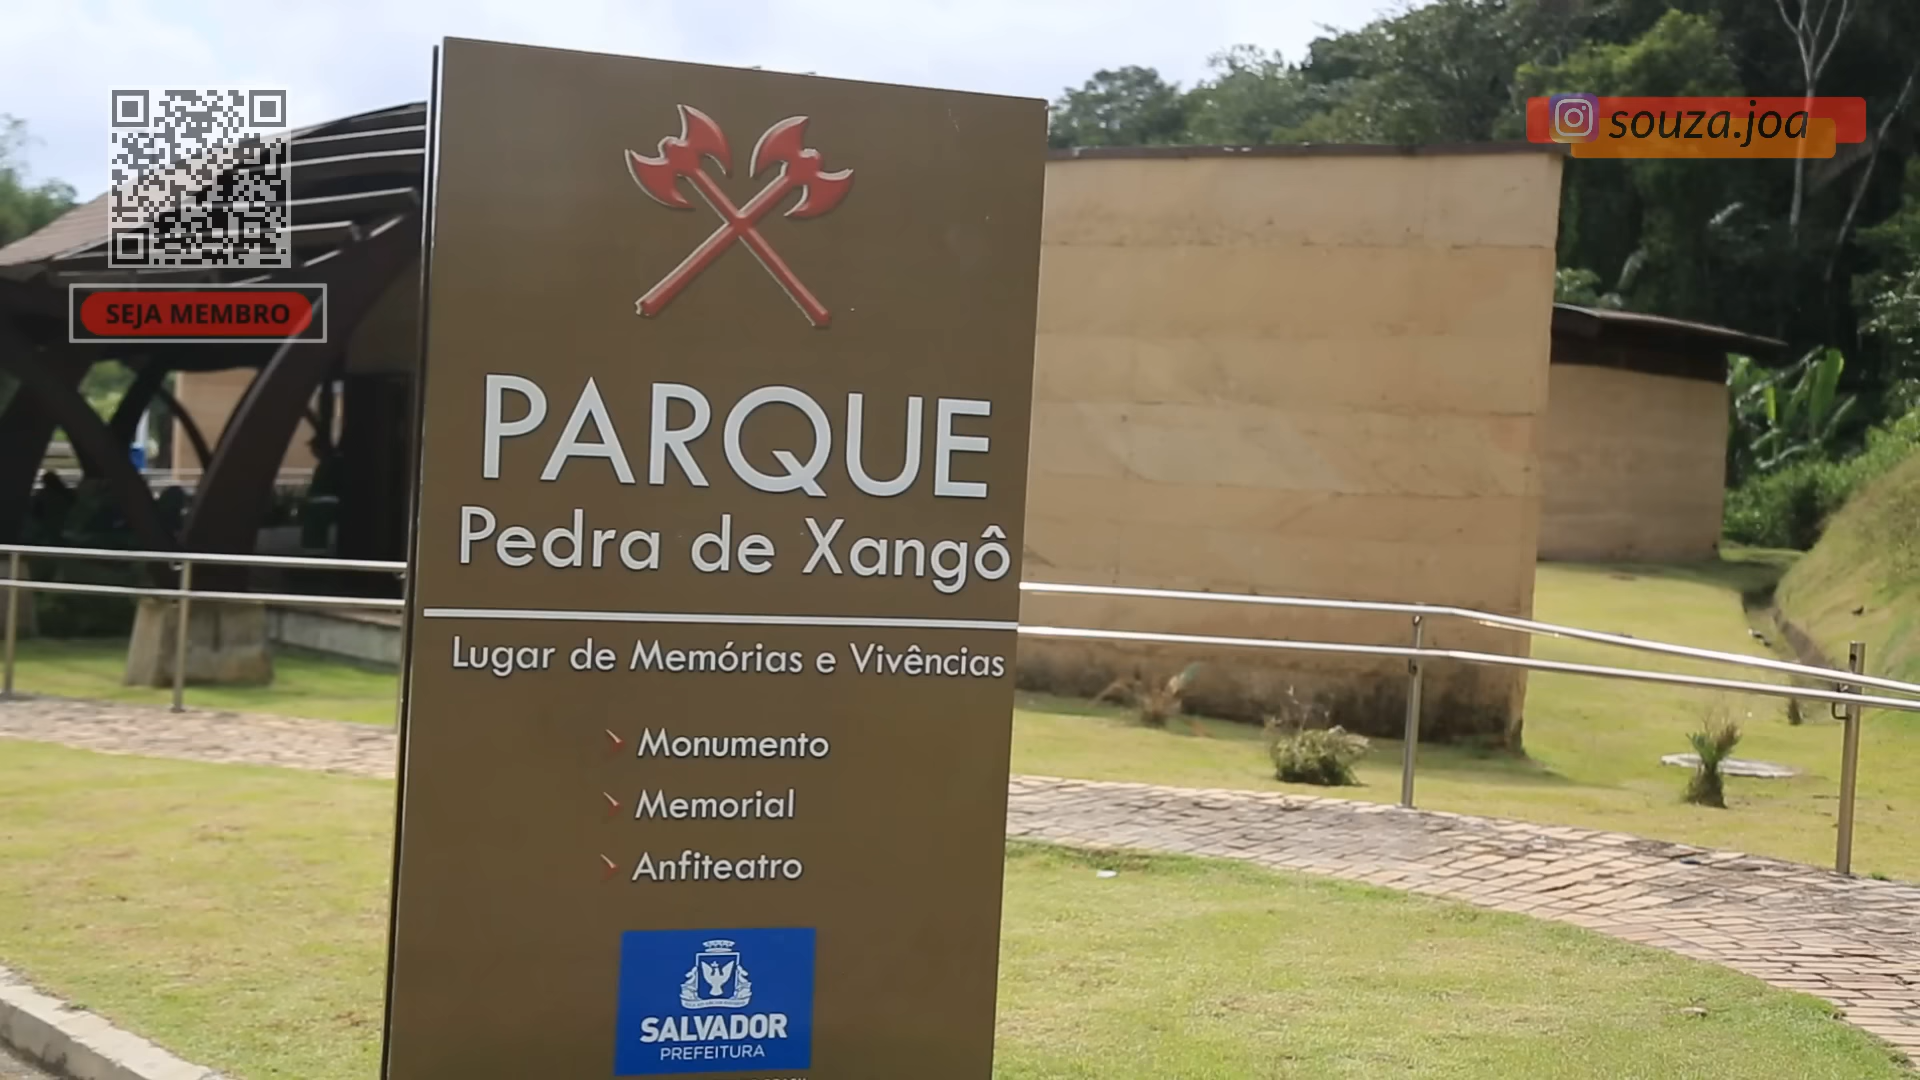 souza.joa
SEJA MEMBRO
PARQUE
Pedra de Xangô
Lugar de Memórias e Vivências
Monumento
Memorial
Anfiteatro
SALVADOR
PREFEITURA